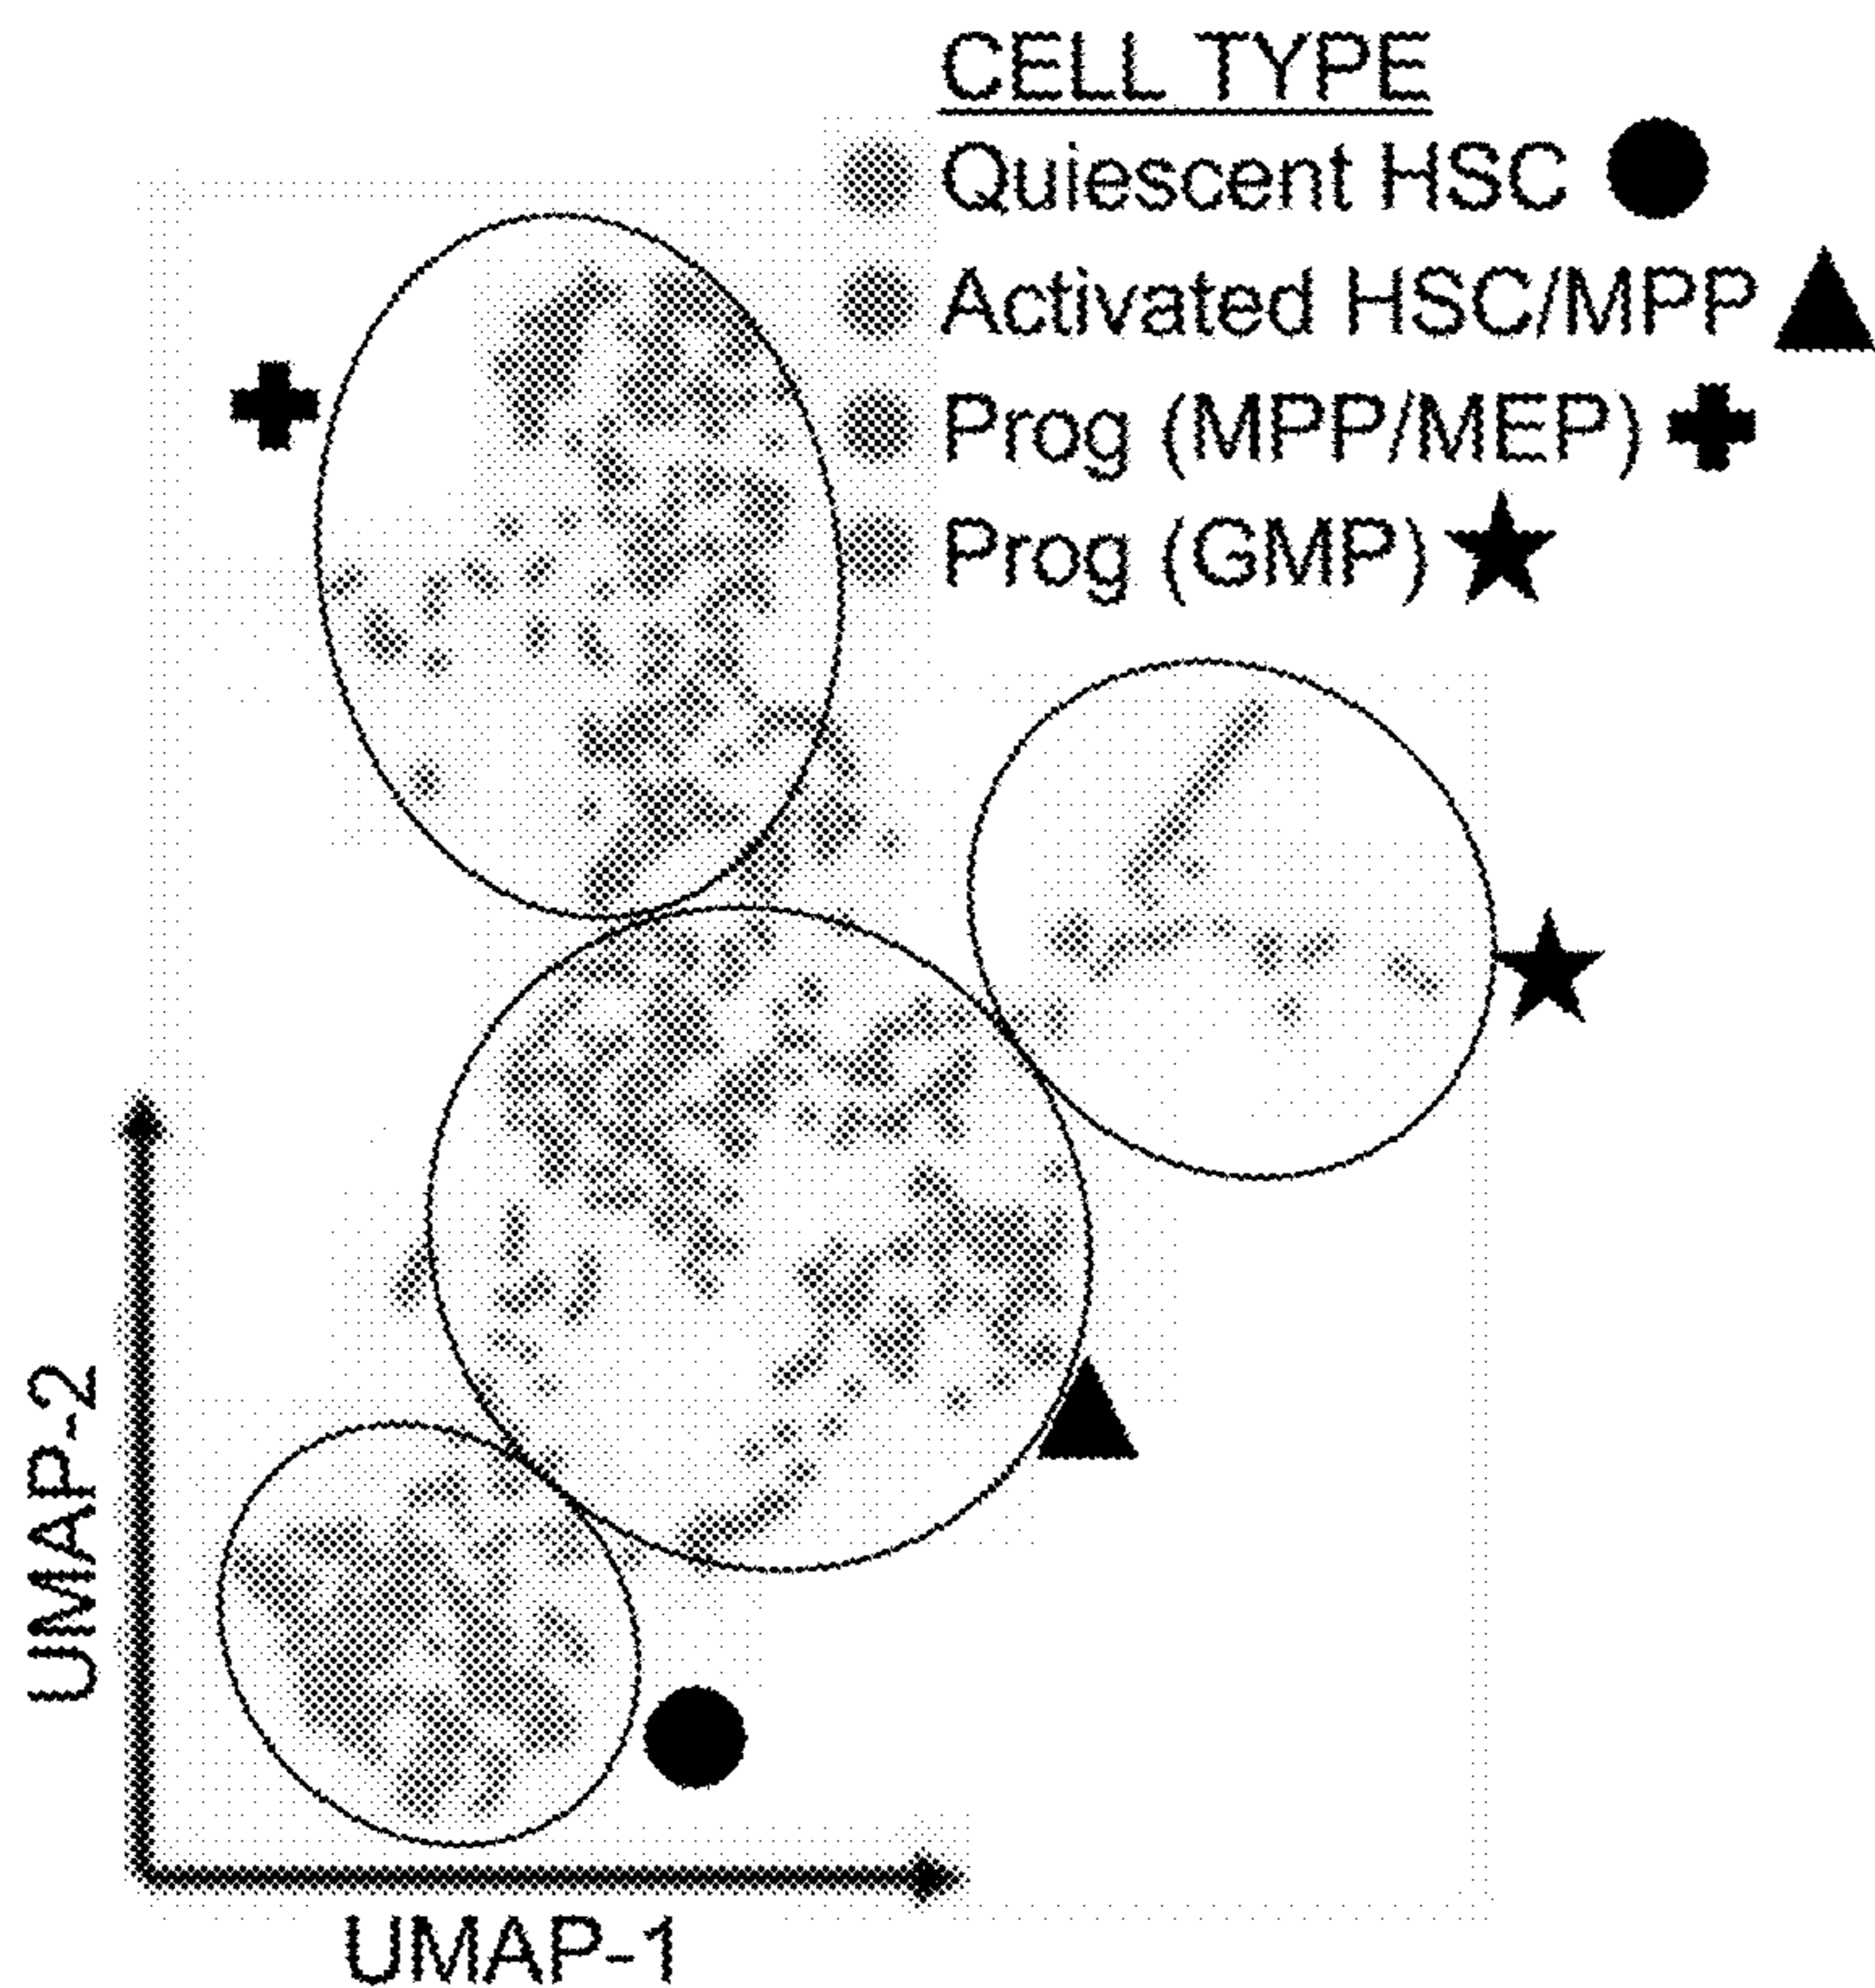 CELL TYPE
Quiescent HSC
Activated HSC/MPP
Prog (MPP/MEP)
Prog (GMP)
UMAP-2
UMAP-1